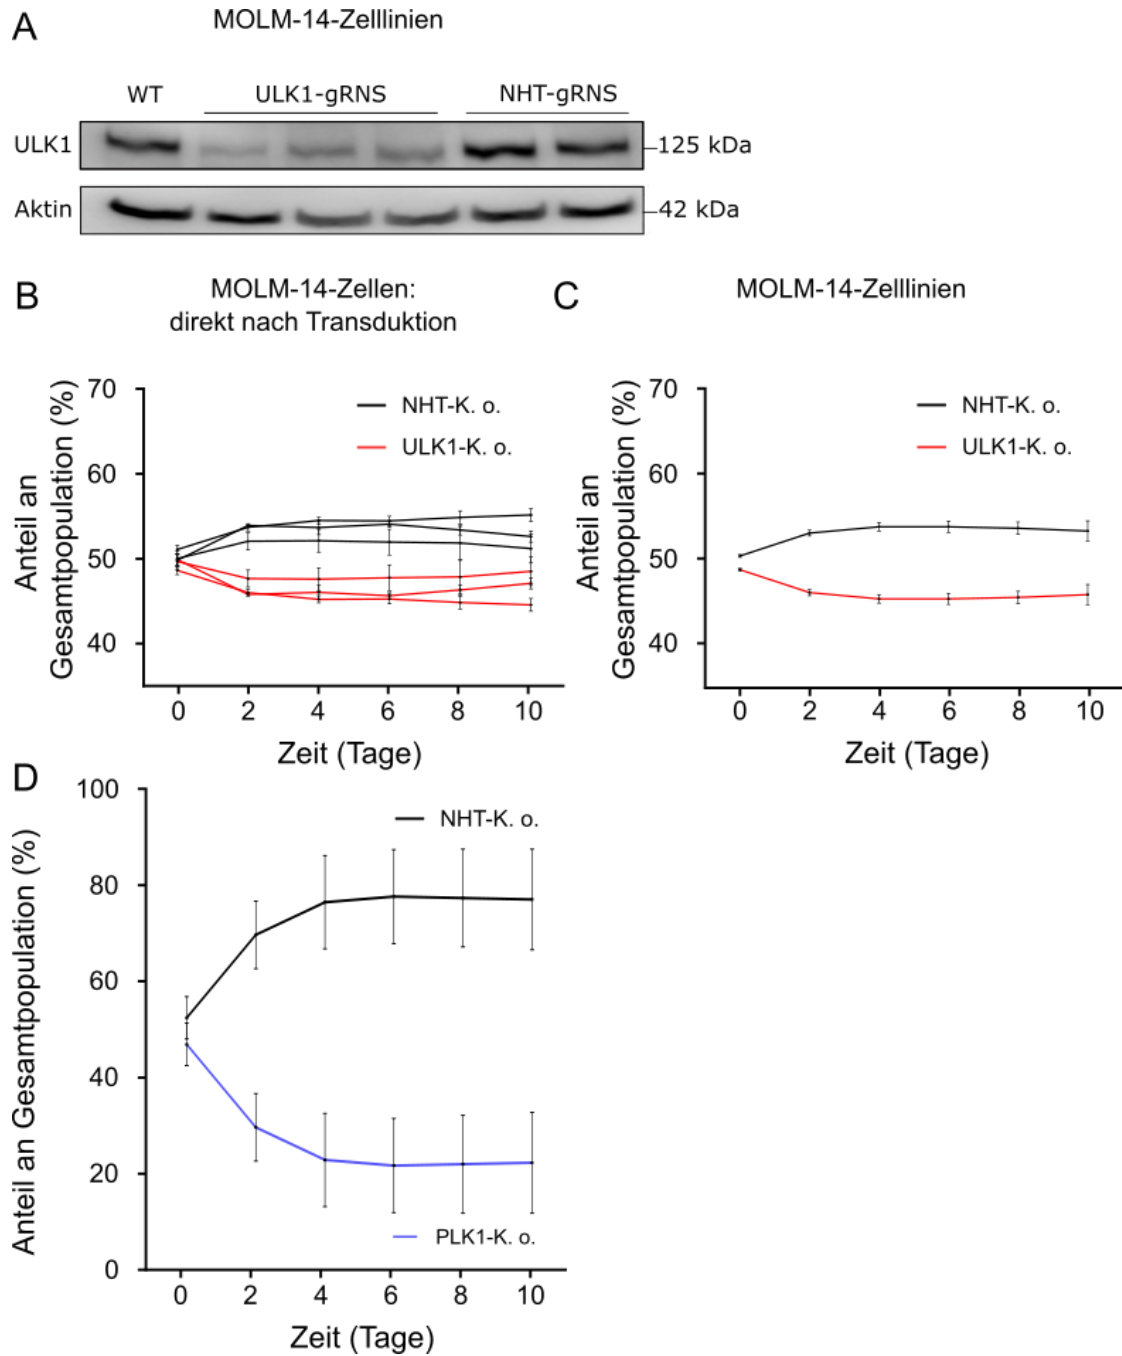 A
MOLM-14-Zelllinien
WT
ULK1-gRNS
NHT-gRNS
ULK1
125 kDa
Aktin
42 kDa
B
MOLM-14-Zellen:
direkt nach Transduktion
Anteil an
Gesamtpopulation (%)
70
60
50
40
NHT-K. o.
ULK1-K. o.
0 2 4 6 8 10
Zeit (Tage)
C
MOLM-14-Zelllinien
Anteil an
Gesamtpopulation (%)
70
60
50
40
NHT-K. o.
ULK1-K. o.
0 2 4 6 8 10
Zeit (Tage)
D
Anteil an Gesamtpopulation (%)
100
80
60
40
20
0
NHT-K. o.
PLK1-K. o.
0 2 4 6 8 10
Zeit (Tage)